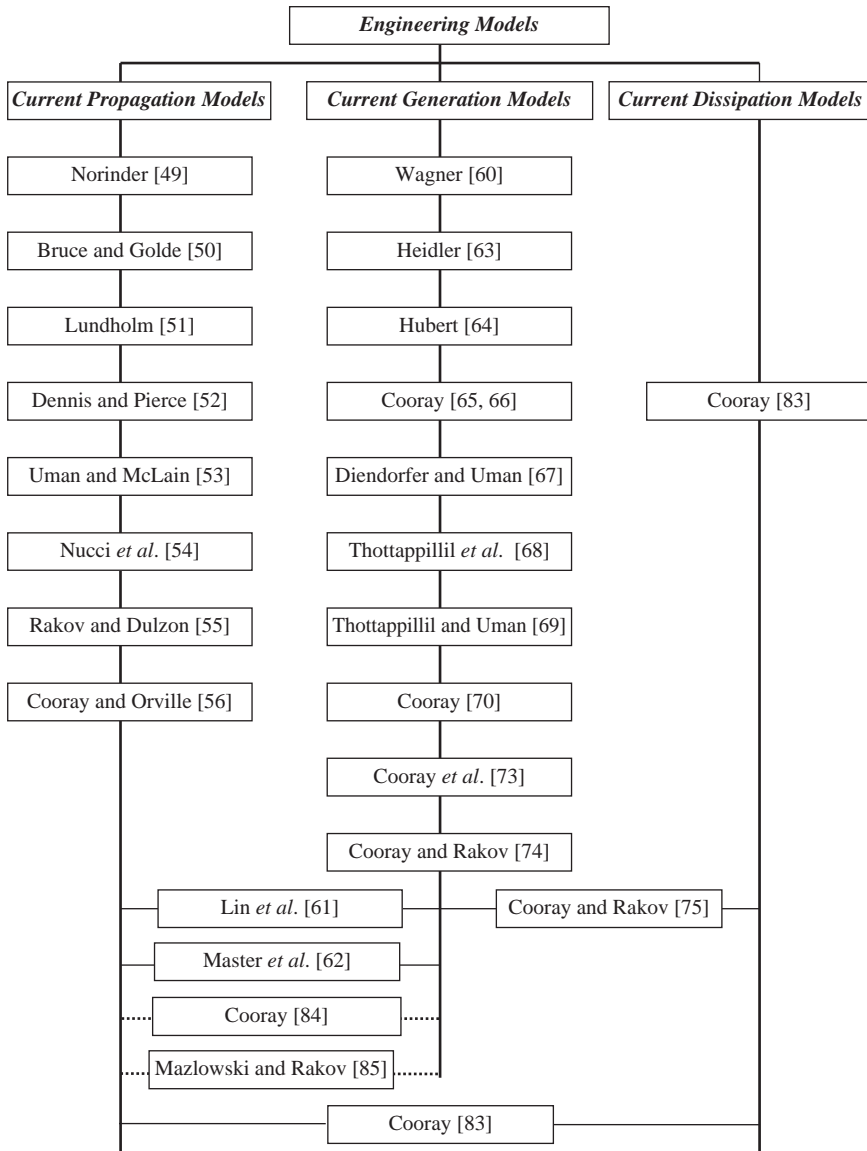 Engineering Models
Current Propagation Models
Current Generation Models
Current Dissipation Models
Norinder [49]
Wagner [60]
Bruce and Golde [50]
Heidler [63]
Lundholm [51]
Hubert [64]
Dennis and Pierce [52]
Cooray [65, 66]
Cooray [83]
Uman and McLain [53]
Diendorfer and Uman [67]
Nucci et al. [54]
Thottappillil et al. [68]
Rakov and Dulzon [55]
Thottappillil and Uman [69]
Cooray and Orville [56]
Cooray [70]
Cooray et al. [73]
Cooray and Rakov [74]
Lin et al. [61]
Cooray and Rakov [75]
Master et al. [62]
Cooray [84]
Mazlowski and Rakov [85]
Cooray [83]